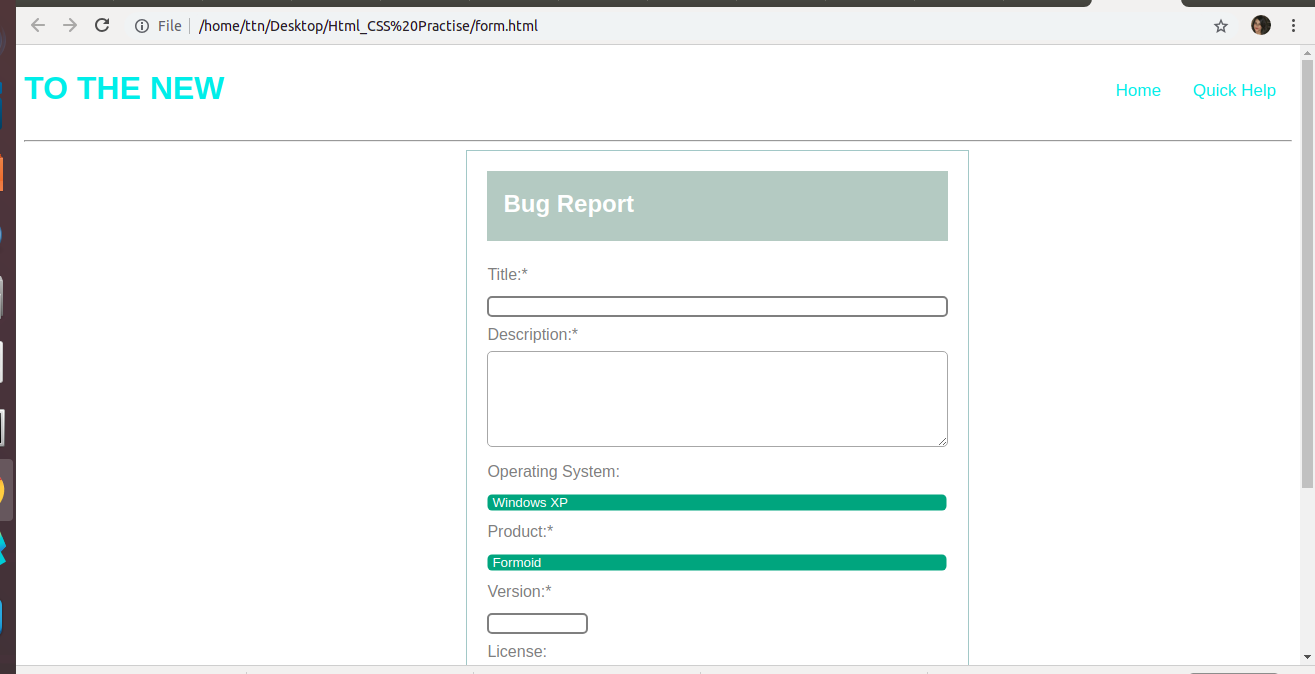 File /home/ttn/Desktop/Html_CSS%20Practise/form.html
TO THE NEW
Home Quick Help
Bug Report
Title:*
Description:*
Operating System:
Windows XP
Product:*
Formoid
Version:*
License: